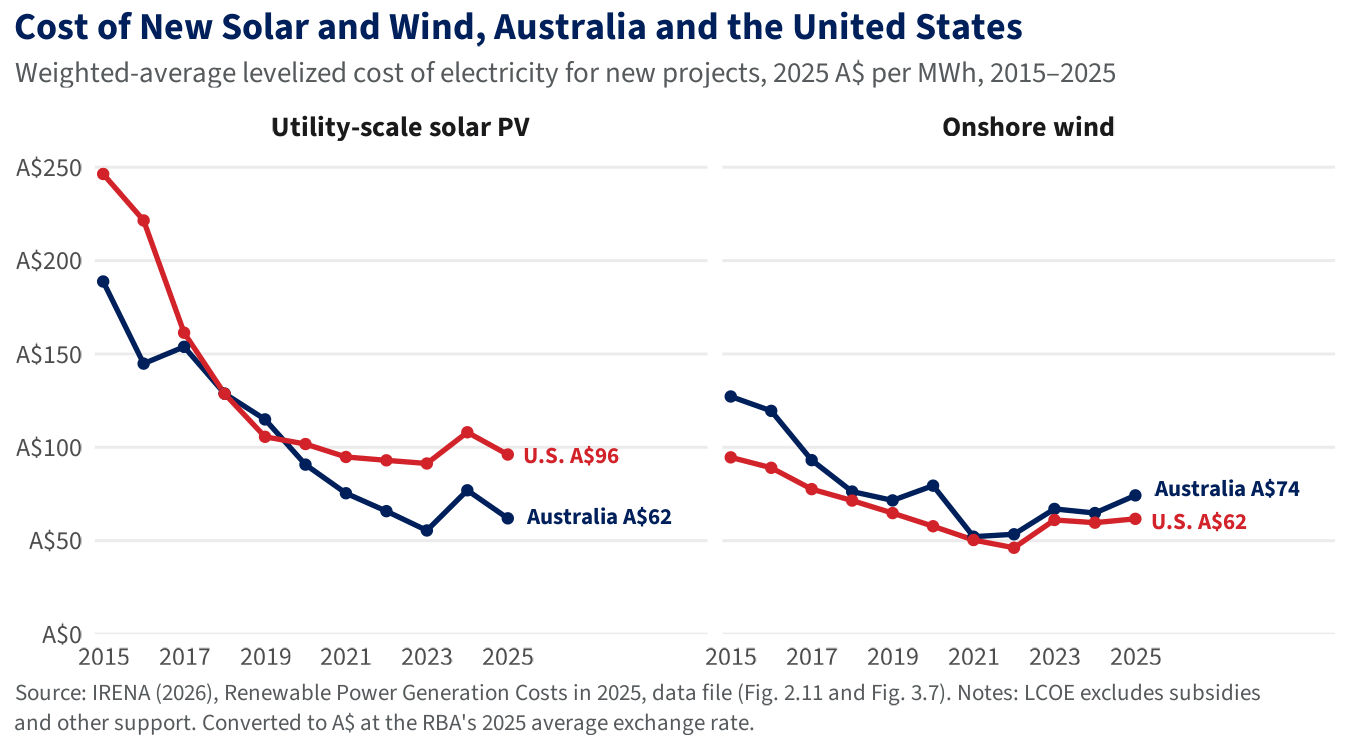 Cost of New Solar and Wind, Australia and the United States
Weighted-average levelized cost of electricity for new projects, 2025 A$ per MWh, 2015–2025
Utility-scale solar PV
Onshore wind
A$250
A$200
A$150
A$100
A$50
A$0
U.S. A$96
Australia A$62
Australia A$74
U.S. A$62
2015 2017 2019 2021 2023 2025
2015 2017 2019 2021 2023 2025
Source: IRENA (2026), Renewable Power Generation Costs in 2025, data file (Fig. 2.11 and Fig. 3.7). Notes: LCOE excludes subsidies
and other support. Converted to A$ at the RBA's 2025 average exchange rate.